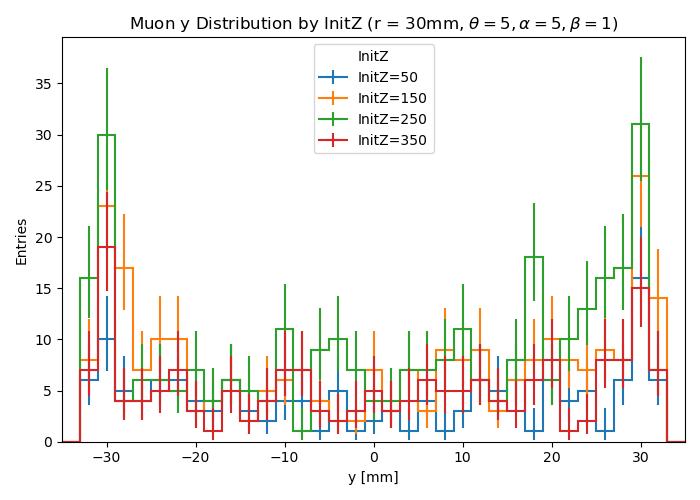 Muon y Distribution by InitZ (r = 30mm, θ = 5, α = 5, β = 1)
InitZ
InitZ=50
InitZ=150
InitZ=250
InitZ=350
Entries
35
30
25
20
15
10
5
0
−30 −20 −10 0 10 20 30
y [mm]